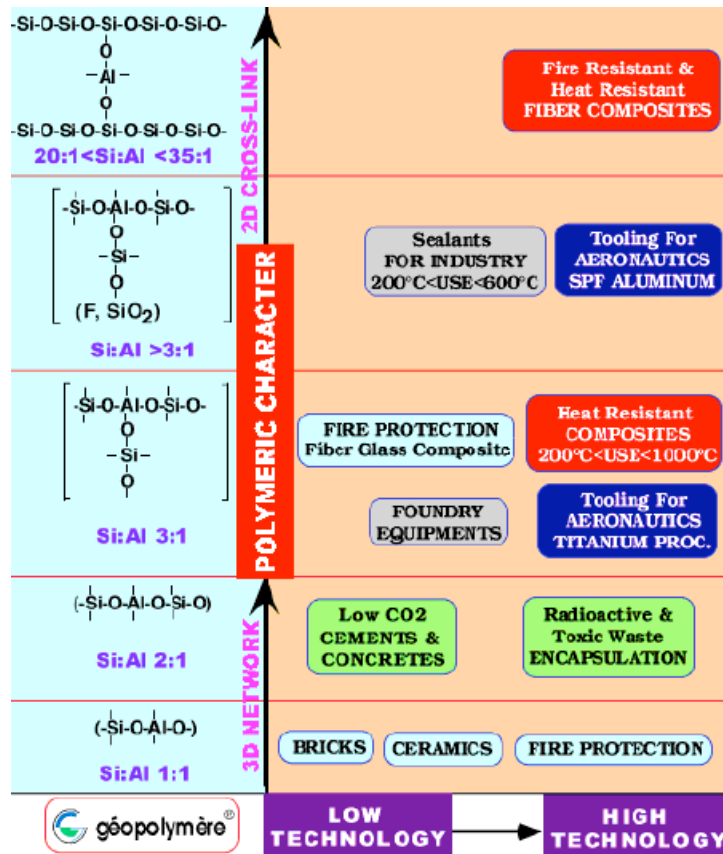 -Si-O-Si-O-Si-O-Si-O-Si-O-
O
-Al-
O
-Si-O-Si-O-Si-O-Si-O-Si-O-
20:1<Si:Al <35:1
Fire Resistant &
Heat Resistant
FIBER COMPOSITES
2D CROSS-LINK
-Si-O-Al-O-Si-O-
O
-Si-
O
(F, SiO2)
Si:Al >3:1
Sealants
FOR INDUSTRY
200°C<USE<600°C
Tooling For
AERONAUTICS
SPF ALUMINUM
POLYMERIC CHARACTER
-Si-O-Al-O-Si-O-
O
-Si-
O
Si:Al 3:1
FIRE PROTECTION
Fiber Glass Composite
Heat Resistant
COMPOSITES
200°C<USE<1000°C
FOUNDRY
EQUIPMENTS
Tooling For
AERONAUTICS
TITANIUM PROC.
3D NETWORK
(-Si-O-Al-O-Si-O)
Si:Al 2:1
Low CO2
CEMENTS &
CONCRETES
Radioactive &
Toxic Waste
ENCAPSULATION
(-Si-O-Al-O-)
Si:Al 1:1
BRICKS
CERAMICS
FIRE PROTECTION
géopolymère®
LOW
TECHNOLOGY
HIGH
TECHNOLOGY